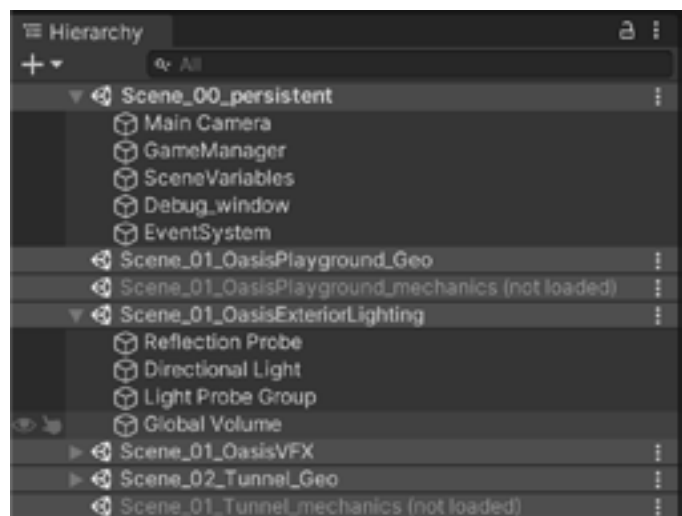 Hierarchy
All
Scene_00_persistent
Main Camera
GameManager
SceneVariables
Debug_window
EventSystem
Scene_01_OasisPlayground_Geo
Scene_01_OasisPlayground_mechanics (not loaded)
Scene_01_OasisExteriorLighting
Reflection Probe
Directional Light
Light Probe Group
Global Volume
Scene_01_OasisVFX
Scene_02_Tunnel_Geo
Scene_01_Tunnel_mechanics (not loaded)